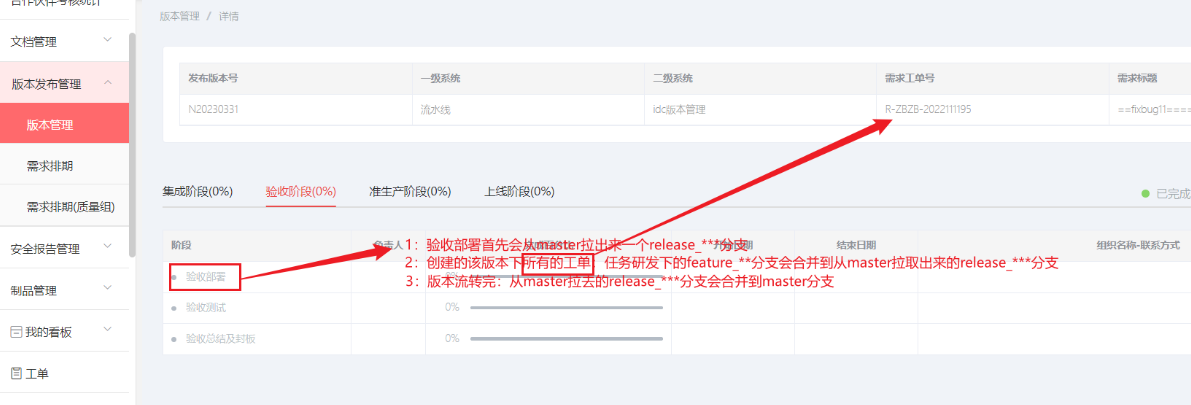 合作伙伴考核统计
文档管理
版本发布管理
版本管理
需求排期
需求排期(质量组)
安全报告管理
制品管理
我的看板
工单
版本管理 / 详情
发布版本号 一级系统 二级系统 需求工单号 需求标题
N20230331 流水线 idc版本管理 R-ZBZB-2022111195 ==fixbug11====
集成阶段(0%) 验收阶段(0%) 准生产阶段(0%) 上线阶段(0%) 已完成
阶段 负责人 开始日期 结束日期 组织名称-联系方式
1：验收部署首先会从master拉出来一个release_***分支
2：创建的该版本下所有的工单：任务研发下的feature_**分支会合并到从master拉取出来的release_***分支
验收部署
3：版本流转完：从master拉去的release_***分支会合并到master分支
验收测试 0%
验收总结及封板 0%